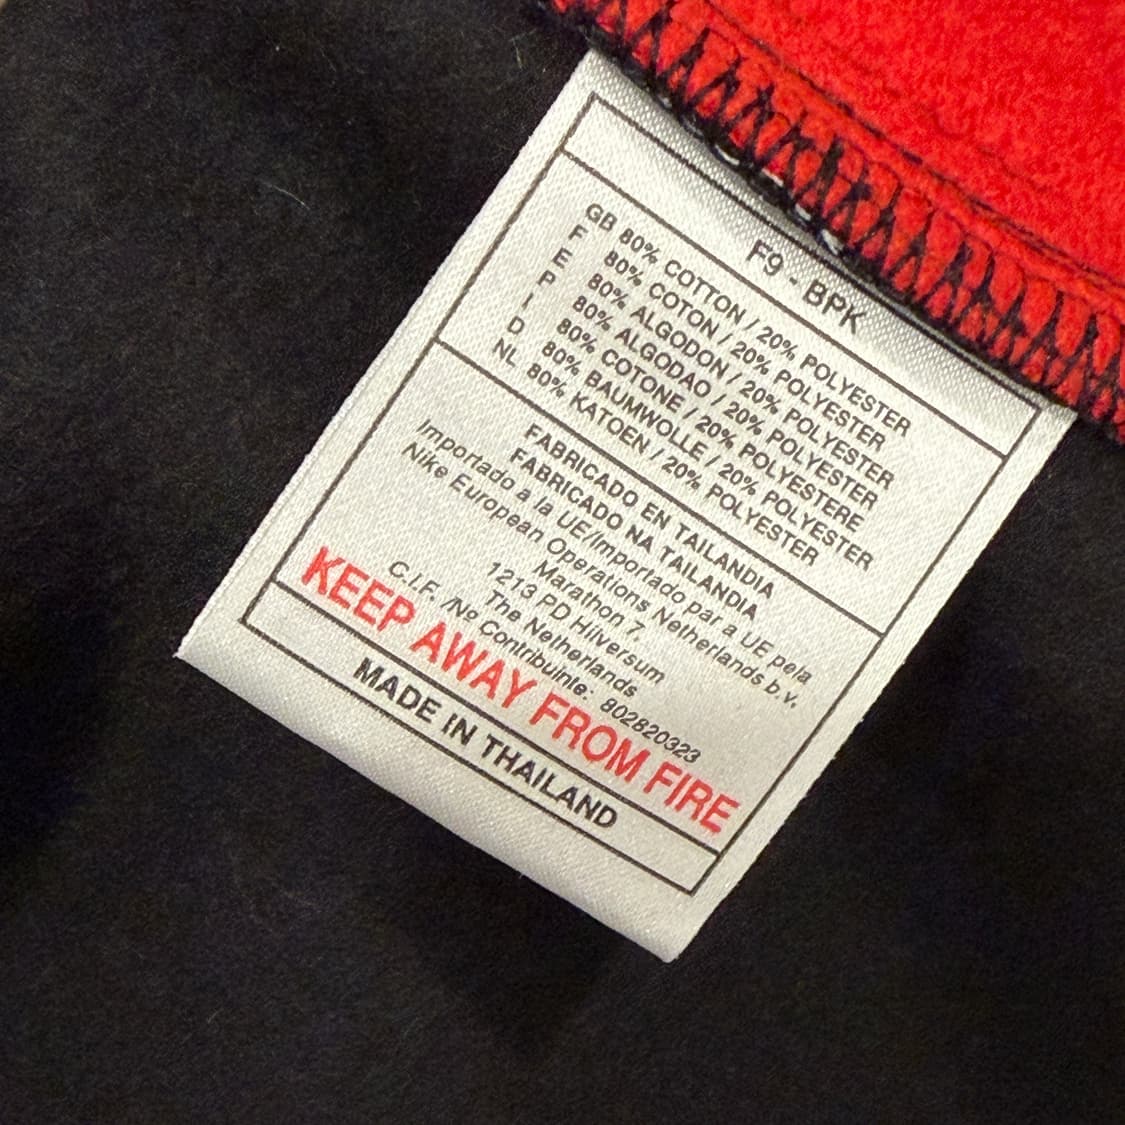 F9 - BPK
GB 80% COTTON / 20% POLYESTER
F 80% COTON / 20% POLYESTER
E 80% ALGODON / 20% POLYESTER
P 80% ALGODAO / 20% POLYESTER
I 80% COTONE / 20% POLYESTERE
D 80% BAUMWOLLE / 20% POLYESTER
NL 80% KATOEN / 20% POLYESTER
FABRICADO EN TAILANDIA
FABRICADO NA TAILANDIA
Importado a la UE/Importado par a UE pela
Nike European Operations Netherlands b.v.
Marathon 7,
1213 PD Hilversum
The Netherlands
C.I.F. /Nº Contribuinte: 802820323
KEEP AWAY FROM FIRE
MADE IN THAILAND